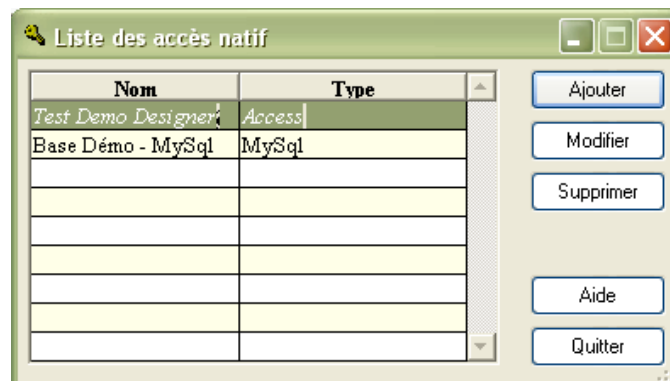 Liste des accès natif
Nom Type
Test Demo Designer Access
Base Démo - MySql MySql
Ajouter
Modifier
Supprimer
Aide
Quitter